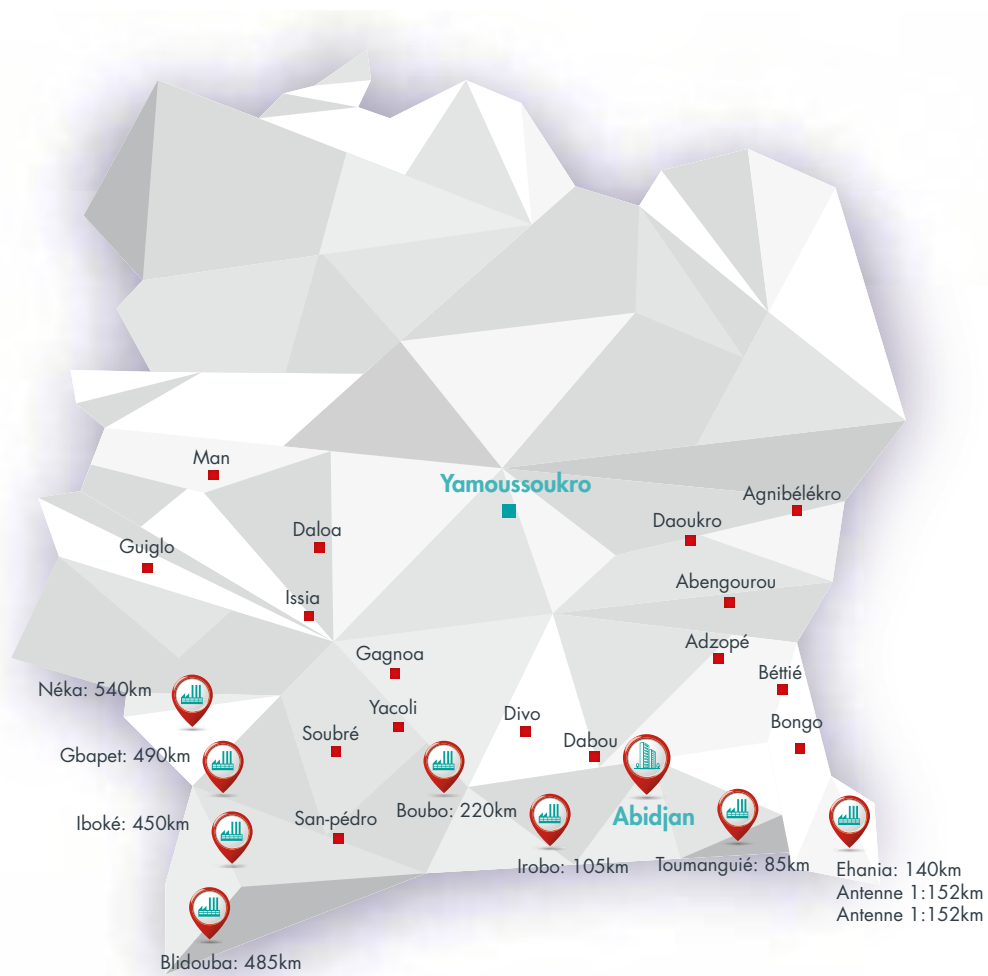 Man
Yamoussoukro
Agnibélékro
Daoukro
Daloa
Guiglo
Abengourou
Issia
Adzopé
Gagnoa
Béttié
Néka: 540km
Yacoli
Divo
Bongo
Soubré
Dabou
Gbapet: 490km
Boubo: 220km
Abidjan
San-pédro
Iboké: 450km
Irobo: 105km
Toumanguié: 85km
Ehania: 140km
Antenne 1:152km
Antenne 1:152km
Blidouba: 485km